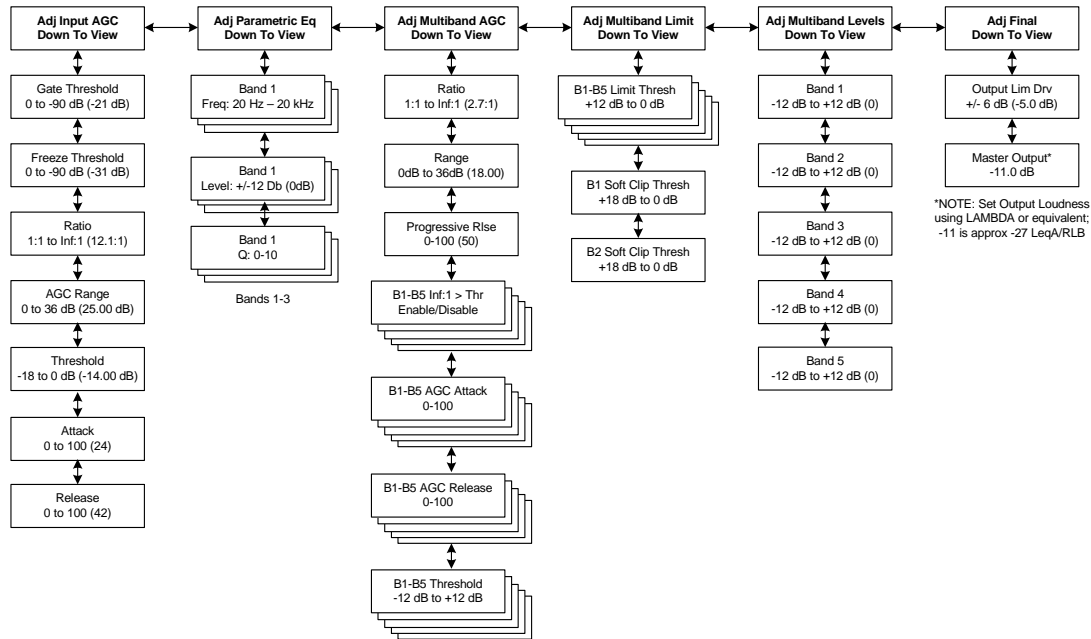 Adj Input AGC
Down To View
Adj Parametric Eq
Down To View
Adj Multiband AGC
Down To View
Adj Multiband Limit
Down To View
Adj Multiband Levels
Down To View
Adj Final
Down To View
Gate Threshold
0 to -90 dB (-21 dB)
Freeze Threshold
0 to -90 dB (-31 dB)
Ratio
1:1 to Inf:1 (12.1:1)
AGC Range
0 to 36 dB (25.00 dB)
Threshold
-18 to 0 dB (-14.00 dB)
Attack
0 to 100 (24)
Release
0 to 100 (42)
Band 1
Freq: 20 Hz – 20 kHz
Band 1
Level: +/-12 Db (0dB)
Band 1
Q: 0-10
Bands 1-3
Ratio
1:1 to Inf:1 (2.7:1)
Range
0dB to 36dB (18.00)
Progressive RIse
0-100 (50)
B1-B5 Inf:1 > Thr
Enable/Disable
B1-B5 AGC Attack
0-100
B1-B5 AGC Release
0-100
B1-B5 Threshold
-12 dB to +12 dB
B1-B5 Limit Thresh
+12 dB to 0 dB
B1 Soft Clip Thresh
+18 dB to 0 dB
B2 Soft Clip Thresh
+18 dB to 0 dB
Band 1
-12 dB to +12 dB (0)
Band 2
-12 dB to +12 dB (0)
Band 3
-12 dB to +12 dB (0)
Band 4
-12 dB to +12 dB (0)
Band 5
-12 dB to +12 dB (0)
Output Lim Drv
+/- 6 dB (-5.0 dB)
Master Output*
-11.0 dB
*NOTE: Set Output Loudness
using LAMBDA or equivalent;
-11 is approx -27 LeqA/RLB